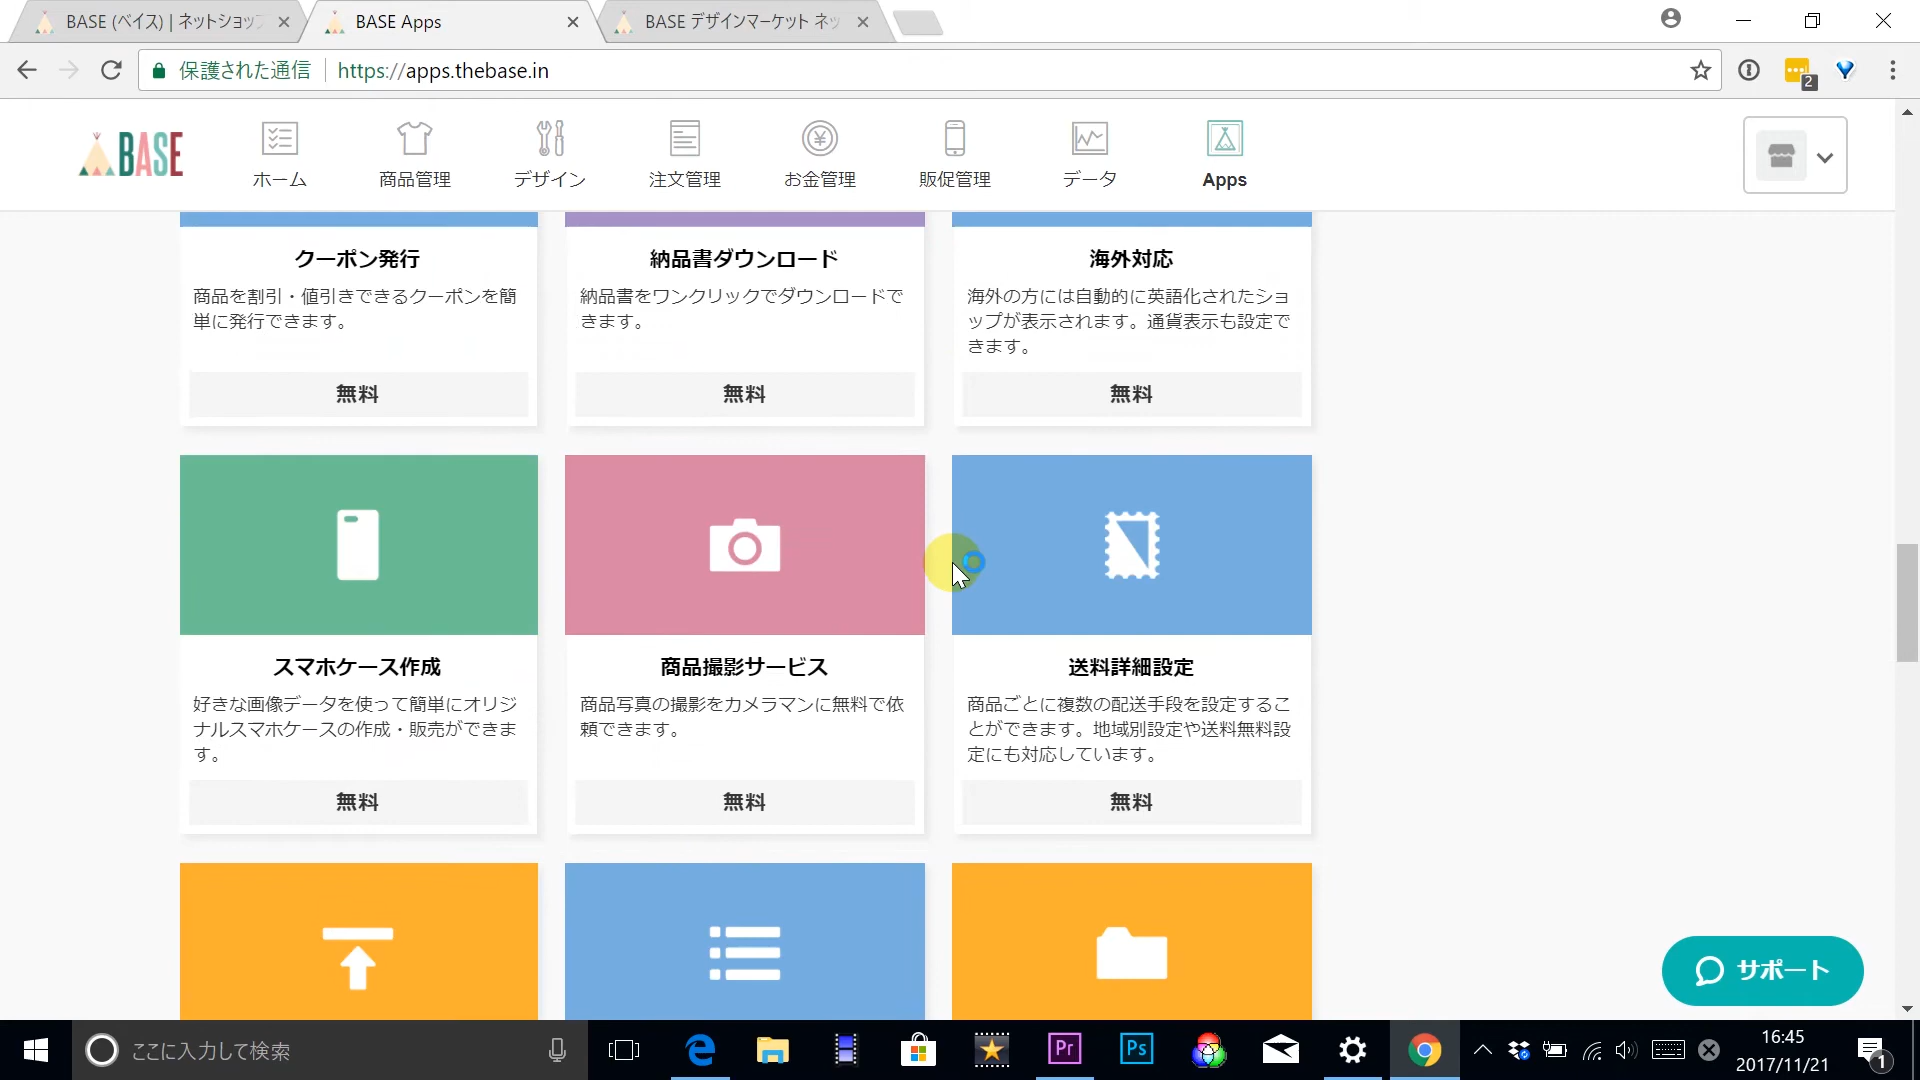 BASE (ベイス) | ネットショップ
BASE Apps
BASE デザインマーケット ネッ
保護された通信
https://apps.thebase.in
2
BASE
ホーム
商品管理
デザイン
注文管理
お金管理
販促管理
データ
Apps
クーポン発行
商品を割引・値引きできるクーポンを簡
単に発行できます。
無料
納品書ダウンロード
納品書をワンクリックでダウンロードで
きます。
無料
海外対応
海外の方には自動的に英語化されたショ
ップが表示されます。通貨表示も設定で
きます。
無料
スマホケース作成
好きな画像データを使って簡単にオリジ
ナルスマホケースの作成・販売ができま
す。
無料
商品撮影サービス
商品写真の撮影をカメラマンに無料で依
頼できます。
無料
送料詳細設定
商品ごとに複数の配送手段を設定するこ
とができます。地域別設定や送料無料設
定にも対応しています。
無料
サポート
ここに入力して検索
Pr
Ps
16:45
2017/11/21
1